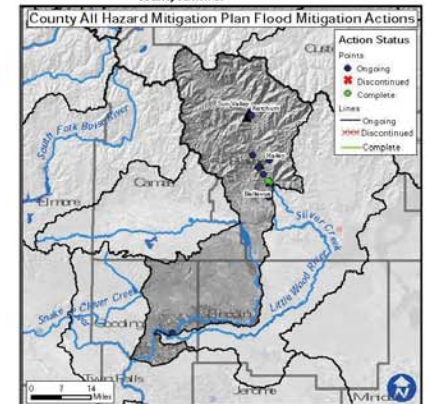 County All Hazard Mitigation Plan Flood Mitigation Actions
Action Status
Points
Ongoing
Discontinued
Complete
Lines
Ongoing
Discontinued
Complete
Sun Valley
Ketchum
South Fork Boise River
Hailey
Camas
Bellevue
Elmore
Silver Creek
Little Wood River
Snake
Clover Creek
Gooding
Lincoln
Twin Falls
Jerome
0 7 14
Miles